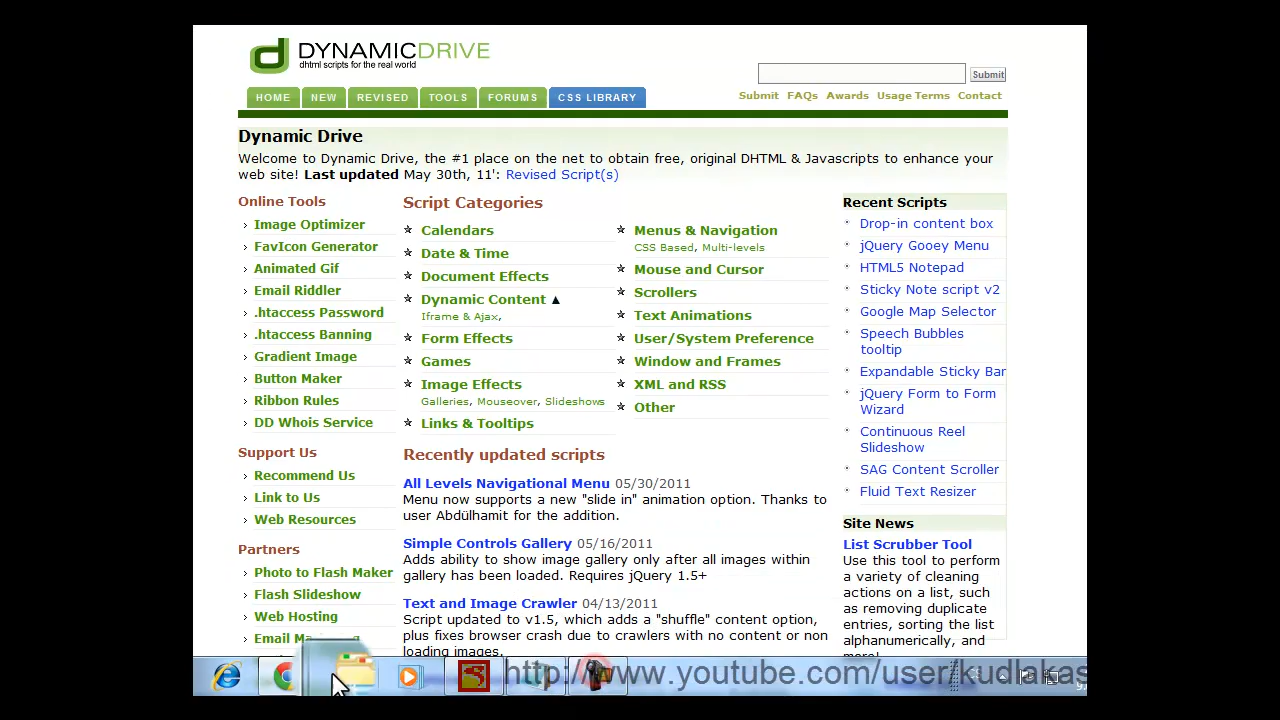 DYNAMICDRIVE
dhtml scripts for the real world
Submit
HOME NEW REVISED TOOLS FORUMS CSS LIBRARY
Submit FAQs Awards Usage Terms Contact
Dynamic Drive
Welcome to Dynamic Drive, the #1 place on the net to obtain free, original DHTML & Javascripts to enhance your
web site! Last updated May 30th, 11': Revised Script(s)
Online Tools
Image Optimizer
FavIcon Generator
Animated Gif
Email Riddler
.htaccess Password
.htaccess Banning
Gradient Image
Button Maker
Ribbon Rules
DD Whois Service
Support Us
Recommend Us
Link to Us
Web Resources
Partners
Photo to Flash Maker
Flash Slideshow
Web Hosting
Email
Script Categories
Calendars
Date & Time
Document Effects
Dynamic Content ▲
Iframe & Ajax,
Form Effects
Games
Image Effects
Galleries, Mouseover, Slideshows
Links & Tooltips
Menus & Navigation
CSS Based, Multi-levels
Mouse and Cursor
Scrollers
Text Animations
User/System Preference
Window and Frames
XML and RSS
Other
Recently updated scripts
All Levels Navigational Menu 05/30/2011
Menu now supports a new "slide in" animation option. Thanks to
user Abdülhamit for the addition.
Simple Controls Gallery 05/16/2011
Adds ability to show image gallery only after all images within
gallery has been loaded. Requires jQuery 1.5+
Text and Image Crawler 04/13/2011
Script updated to v1.5, which adds a "shuffle" content option,
plus fixes browser crash due to crawlers with no content or non
loading images.
Recent Scripts
Drop-in content box
jQuery Gooey Menu
HTML5 Notepad
Sticky Note script v2
Google Map Selector
Speech Bubbles
tooltip
Expandable Sticky Bar
jQuery Form to Form
Wizard
Continuous Reel
Slideshow
SAG Content Scroller
Fluid Text Resizer
Site News
List Scrubber Tool
Use this tool to perform
a variety of cleaning
actions on a list, such
as removing duplicate
entries, sorting the list
alphanumerically, and
more!
http://www.youtube.com/user/kudlakas